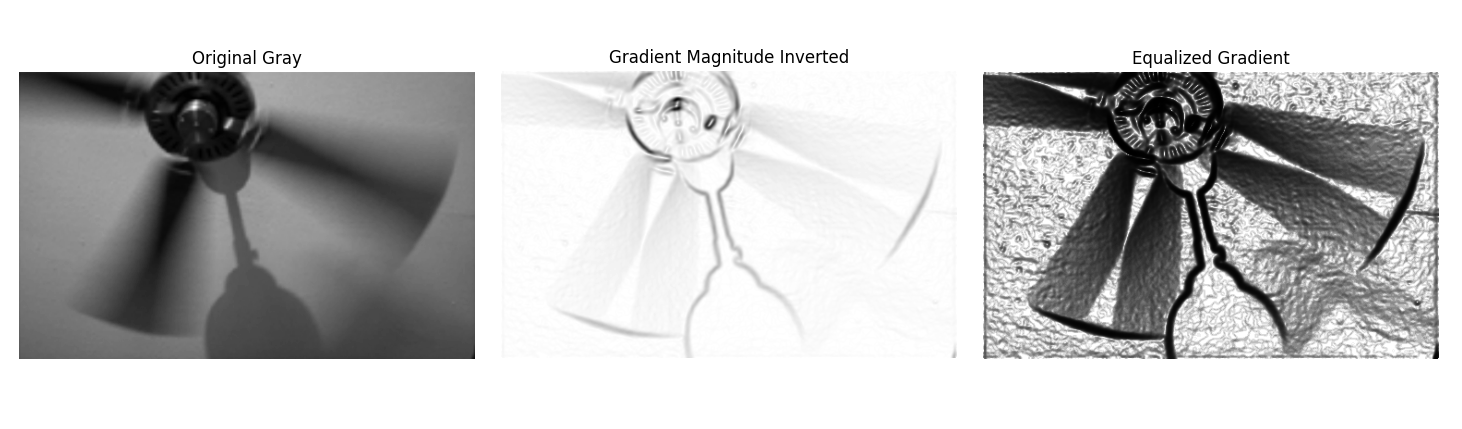 Original Gray
Gradient Magnitude Inverted
Equalized Gradient